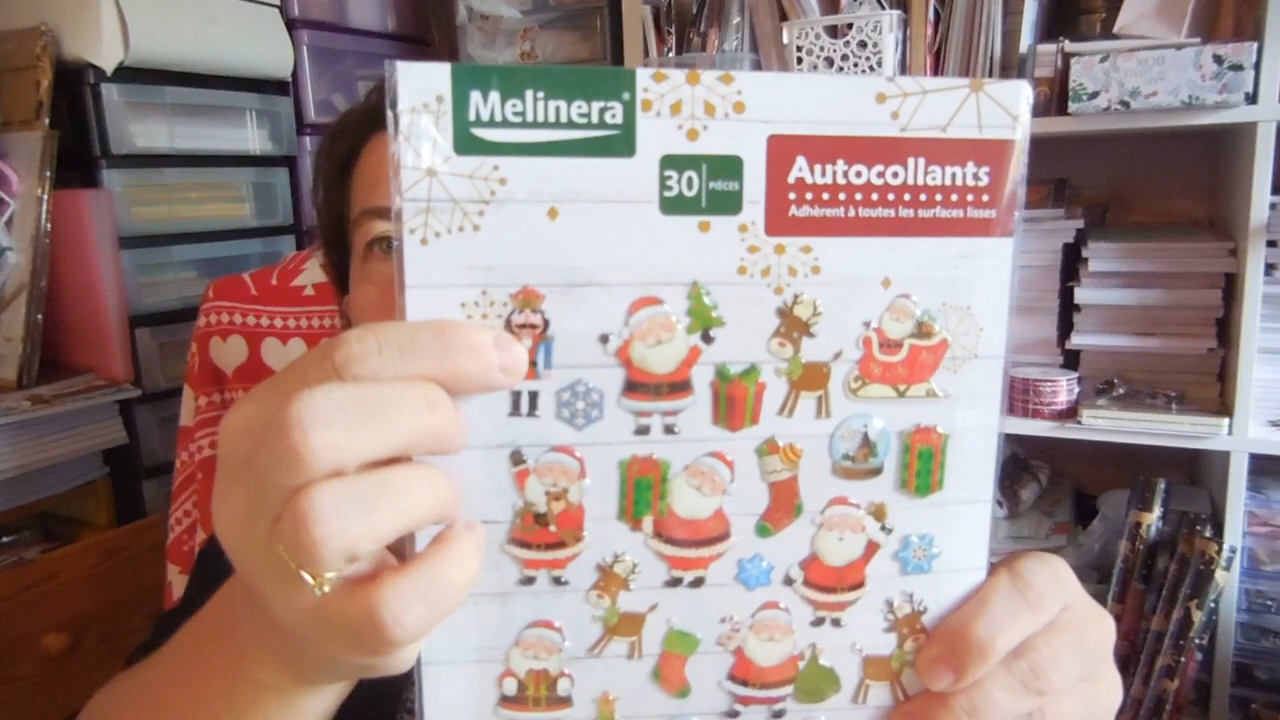 Melinera®
30 PIÈCES
Autocollants
Adhèrent à toutes les surfaces lisses